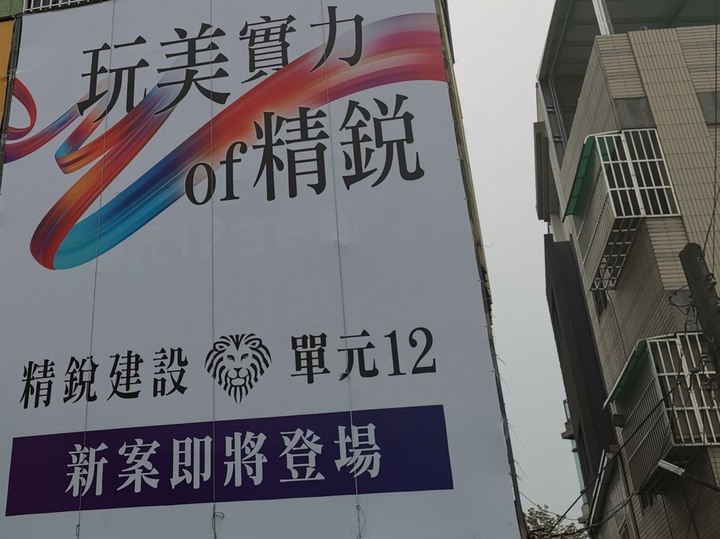 玩美實力
of精銳
精銳建設 單元12
新案即將登場